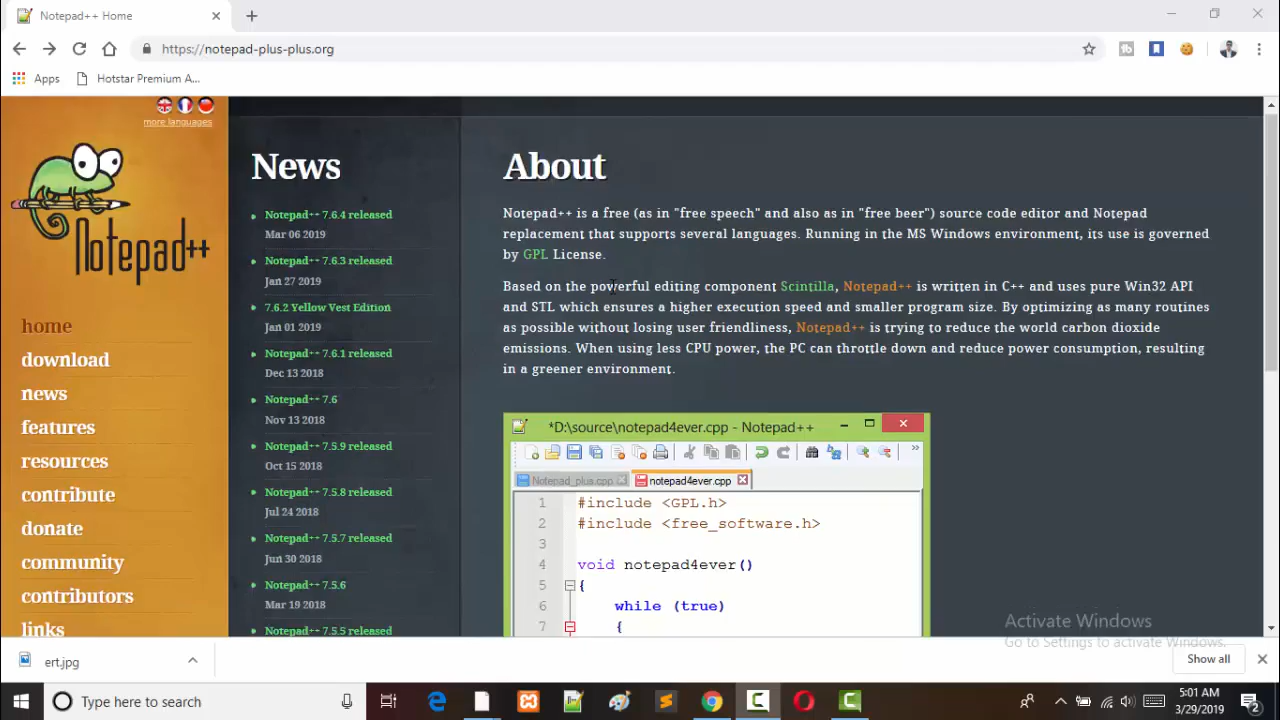 Notepad++ Home
https://notepad-plus-plus.org
Apps
Hotstar Premium A...
more languages
Notepad++
home
download
news
features
resources
contribute
donate
community
contributors
links
News
Notepad++ 7.6.4 released
Mar 06 2019
Notepad++ 7.6.3 released
Jan 27 2019
7.6.2 Yellow Vest Edition
Jan 01 2019
Notepad++ 7.6.1 released
Dec 13 2018
Notepad++ 7.6
Nov 13 2018
Notepad++ 7.5.9 released
Oct 15 2018
Notepad++ 7.5.8 released
Jul 24 2018
Notepad++ 7.5.7 released
Jun 30 2018
Notepad++ 7.5.6
Mar 19 2018
Notepad++ 7.5.5 released
About
Notepad++ is a free (as in "free speech" and also as in "free beer") source code editor and Notepad
replacement that supports several languages. Running in the MS Windows environment, its use is governed
by GPL License.
Based on the powerful editing component Scintilla, Notepad++ is written in C++ and uses pure Win32 API
and STL which ensures a higher execution speed and smaller program size. By optimizing as many routines
as possible without losing user friendliness, Notepad++ is trying to reduce the world carbon dioxide
emissions. When using less CPU power, the PC can throttle down and reduce power consumption, resulting
in a greener environment.
*D:\source\notepad4ever.cpp - Notepad++
Notepad_plus.cpp
notepad4ever.cpp
1 #include <GPL.h>
2 #include <free_software.h>
3
4 void notepad4ever()
5 {
6 while (true)
7 {
Activate Windows
Go to Settings to activate Windows.
ert.jpg
Show all
Type here to search
5:01 AM
3/29/2019
2